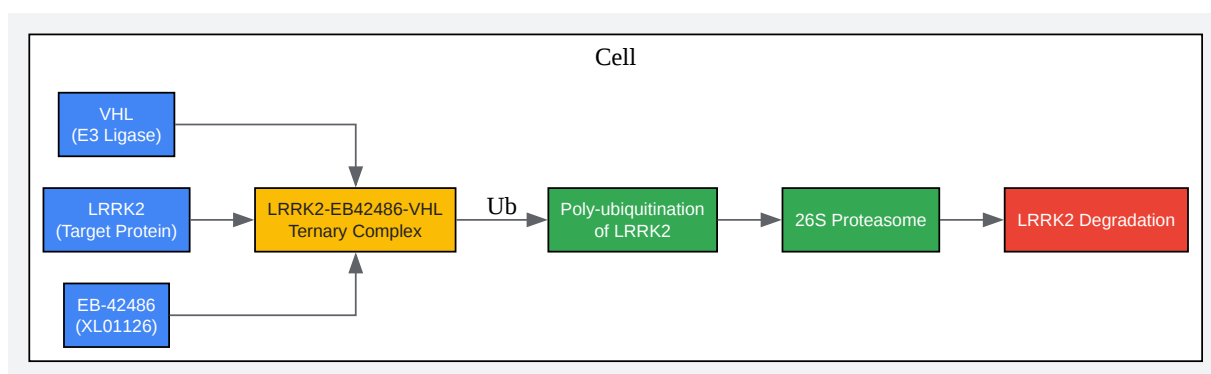 Cell
VHL
(E3 Ligase)
LRRK2
(Target Protein)
EB-42486
(XL01126)
LRRK2-EB42486-VHL
Ternary Complex
Ub
Poly-ubiquitination
of LRRK2
26S Proteasome
LRRK2 Degradation